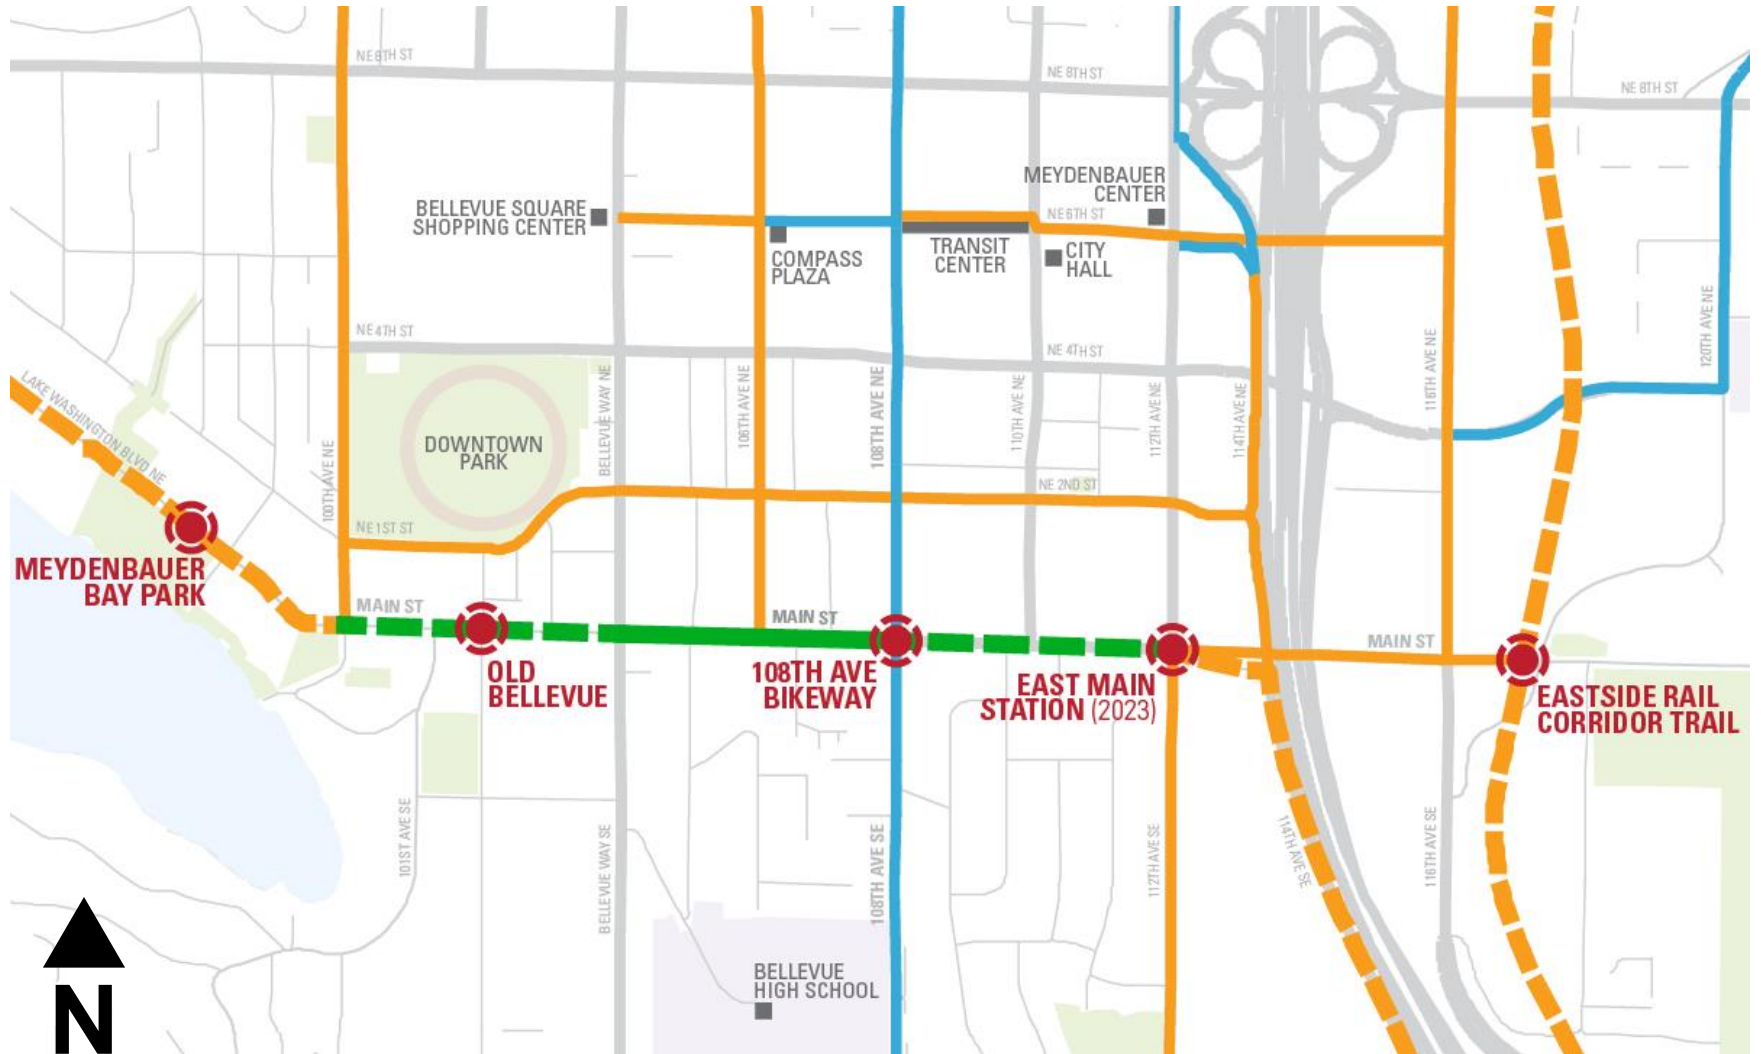 NE 8TH ST
NE 8TH ST
NE 8TH ST
MEYDENBAUER
CENTER
BELLEVUE SQUARE
SHOPPING CENTER
NE 6TH ST
COMPASS
PLAZA
TRANSIT
CENTER
CITY
HALL
NE 4TH ST
NE 4TH ST
120TH AVE NE
116TH AVE NE
LAKE WASHINGTON BLVD NE
100TH AVE NE
DOWNTOWN
PARK
BELLEVUE WAY NE
106TH AVE NE
108TH AVE NE
110TH AVE NE
112TH AVE NE
114TH AVE NE
NE 2ND ST
NE 1ST ST
MEYDENBAUER
BAY PARK
MAIN ST
MAIN ST
MAIN ST
OLD
BELLEVUE
108TH AVE
BIKEWAY
EAST MAIN
STATION (2023)
EASTSIDE RAIL
CORRIDOR TRAIL
101ST AVE SE
BELLEVUE WAY SE
108TH AVE SE
112TH AVE SE
114TH AVE SE
116TH AVE SE
BELLEVUE
HIGH SCHOOL
N